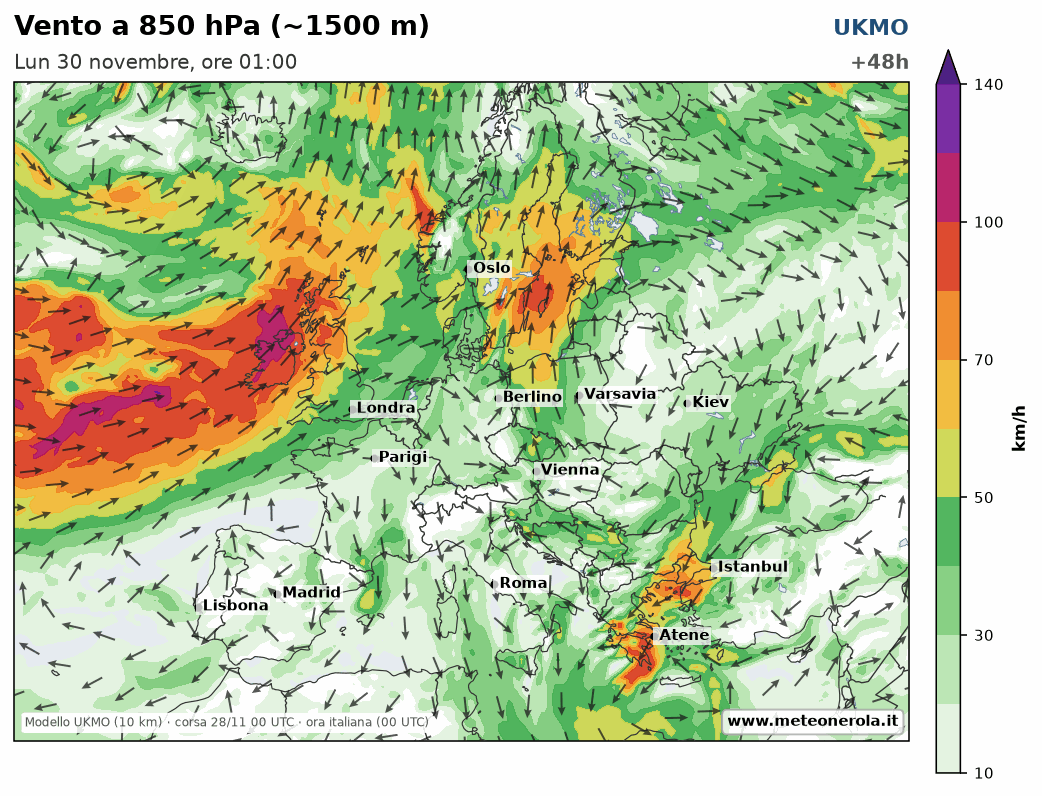 Vento a 850 hPa (~1500 m)
UKMO
Lun 30 novembre, ore 01:00
+48h
140
100
70
50
30
10
km/h
Oslo
Londra
Berlino
Varsavia
Kiev
Parigi
Vienna
Istanbul
Roma
Madrid
Lisbona
Atene
Modello UKMO (10 km) · corsa 28/11 00 UTC · ora italiana (00 UTC)
www.meteonerola.it